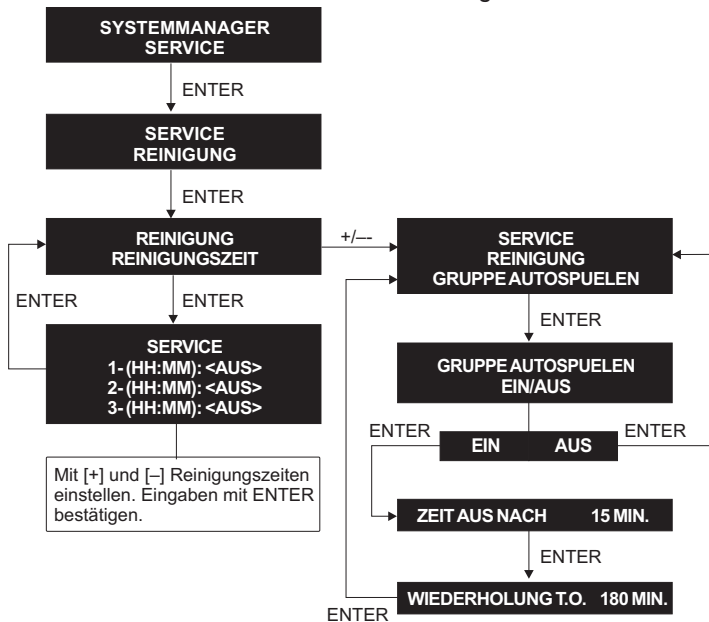 SYSTEMMANAGER
SERVICE
ENTER
SERVICE
REINIGUNG
ENTER
REINIGUNG
REINIGUNGSZEIT
+/–-
ENTER
ENTER
SERVICE
1-(HH:MM): <AUS>
2-(HH:MM): <AUS>
3-(HH:MM): <AUS>
Mit [+] und [–] Reinigungszeiten
einstellen. Eingaben mit ENTER
bestätigen.
SERVICE
REINIGUNG
GRUPPE AUTOSPUELEN
ENTER
GRUPPE AUTOSPUELEN
EIN/AUS
ENTER
EIN AUS
ENTER
ZEIT AUS NACH 15 MIN.
ENTER
WIEDERHOLUNG T.O. 180 MIN.
ENTER